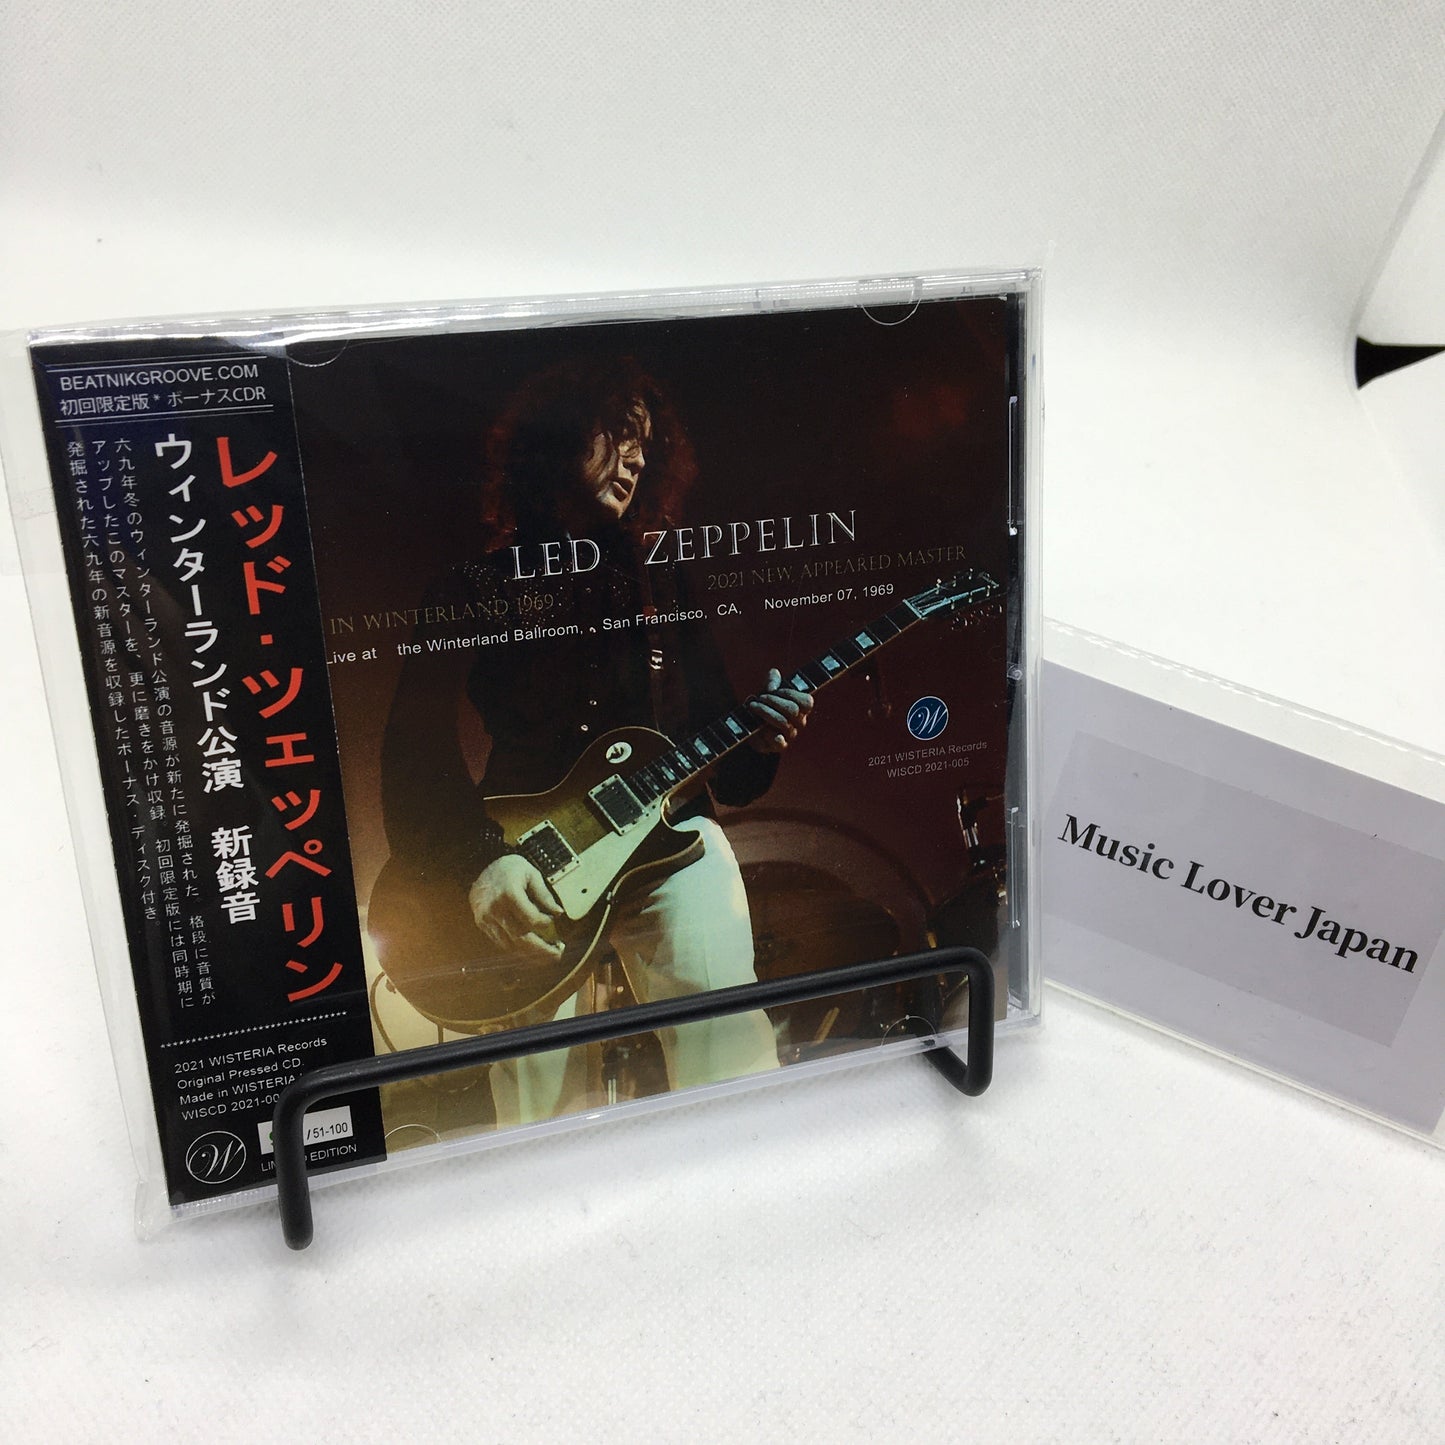 BEATNIKGROOVE.COM
初回限定版 * ボーナスCDR
レッド・ツェッペリン
ウィンターランド公演 新録音
六九年冬のウィンターランド公演の音源が新たに発掘された。格段に音質が
アップしたこのマスターを、更に磨きをかけ収録。初回限定版には同時期に
発掘された六九年の新音源を収録したボーナス・ディスク付き。
2021 WISTERIA Records
Original Pressed CD.
Made in WISTERIA
WISCD 2021-00
/51-100
EDITION
W
LED ZEPPELIN
2021 NEW APPEARED MASTER
IN WINTERLAND 1969
Live at the Winterland Ballroom, San Francisco, CA, November 07, 1969
W
2021 WISTERIA Records
WISCD 2021-005
Music Lover Japan